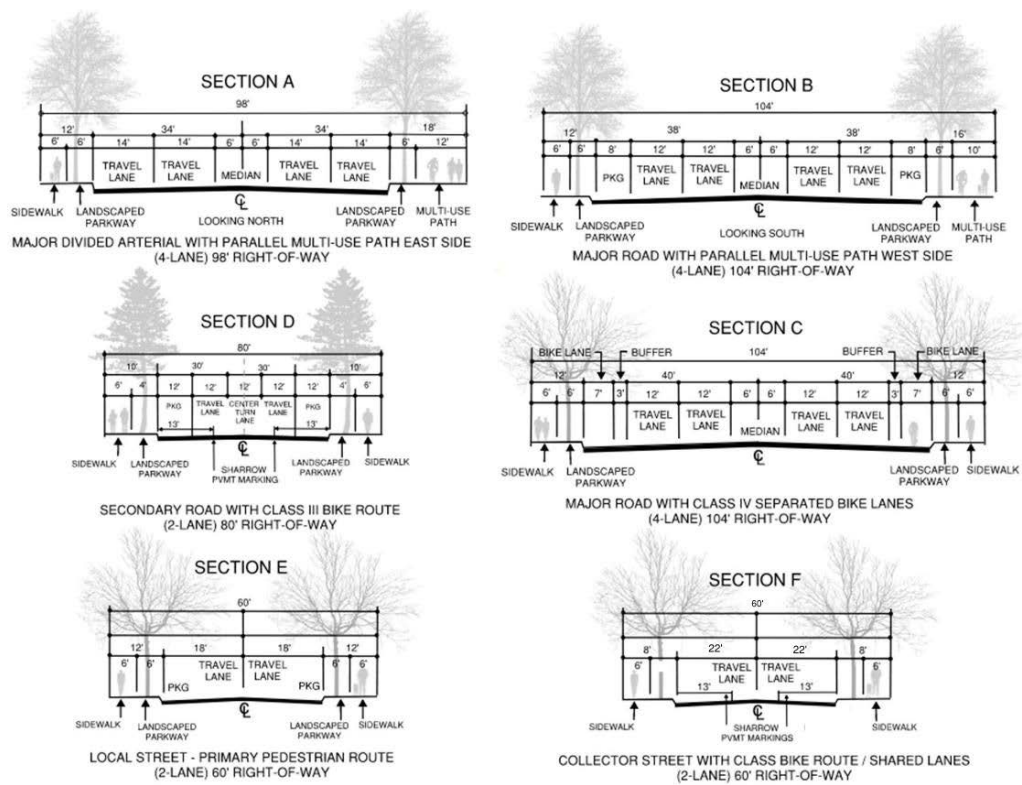 SECTION A
98'
12' 34' 34' 18'
6' 6' 14' 14' 6' 6' 14' 14' 6' 12'
TRAVEL LANE TRAVEL LANE MEDIAN TRAVEL LANE TRAVEL LANE
℄
SIDEWALK LANDSCAPED PARKWAY LOOKING NORTH LANDSCAPED PARKWAY MULTI-USE PATH
MAJOR DIVIDED ARTERIAL WITH PARALLEL MULTI-USE PATH EAST SIDE
(4-LANE) 98' RIGHT-OF-WAY
SECTION B
104'
12' 38' 38' 16'
6' 6' 8' 12' 12' 6' 6' 12' 12' 8' 6' 10'
PKG TRAVEL LANE TRAVEL LANE MEDIAN TRAVEL LANE TRAVEL LANE PKG
℄
SIDEWALK LANDSCAPED PARKWAY LOOKING SOUTH LANDSCAPED PARKWAY MULTI-USE PATH
MAJOR ROAD WITH PARALLEL MULTI-USE PATH WEST SIDE
(4-LANE) 104' RIGHT-OF-WAY
SECTION D
80'
10' 30' 30' 10'
6' 4' 12' 12' 12' 12' 12' 4' 6'
PKG TRAVEL LANE CENTER TURN LANE TRAVEL LANE PKG
13' 13'
℄
SIDEWALK LANDSCAPED PARKWAY SHARROW PVMT MARKING LANDSCAPED PARKWAY SIDEWALK
SECONDARY ROAD WITH CLASS III BIKE ROUTE
(2-LANE) 80' RIGHT-OF-WAY
SECTION C
BIKE LANE BUFFER 104' BUFFER BIKE LANE
12' 40' 40' 12'
6' 6' 7' 3' 12' 12' 6' 6' 12' 12' 3' 7' 6' 6'
TRAVEL LANE TRAVEL LANE MEDIAN TRAVEL LANE TRAVEL LANE
℄
SIDEWALK LANDSCAPED PARKWAY LANDSCAPED PARKWAY SIDEWALK
MAJOR ROAD WITH CLASS IV SEPARATED BIKE LANES
(4-LANE) 104' RIGHT-OF-WAY
SECTION E
60'
12' 18' 18' 12'
6' 6' 6' 6'
PKG TRAVEL LANE TRAVEL LANE PKG
℄
SIDEWALK LANDSCAPED PARKWAY LANDSCAPED PARKWAY SIDEWALK
LOCAL STREET - PRIMARY PEDESTRIAN ROUTE
(2-LANE) 60' RIGHT-OF-WAY
SECTION F
60'
8' 22' 22' 8'
6' TRAVEL LANE TRAVEL LANE 6'
13' 13'
℄
SIDEWALK SHARROW PVMT MARKINGS SIDEWALK
COLLECTOR STREET WITH CLASS BIKE ROUTE / SHARED LANES
(2-LANE) 60' RIGHT-OF-WAY